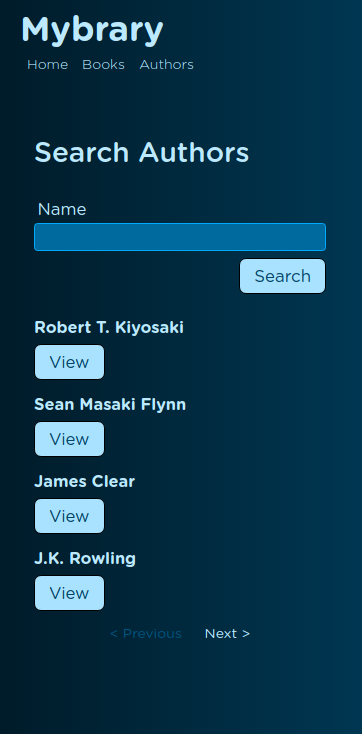 Mybrary
Home Books Authors
Search Authors
Name
Search
Robert T. Kiyosaki
View
Sean Masaki Flynn
View
James Clear
View
J.K. Rowling
View
< Previous Next >